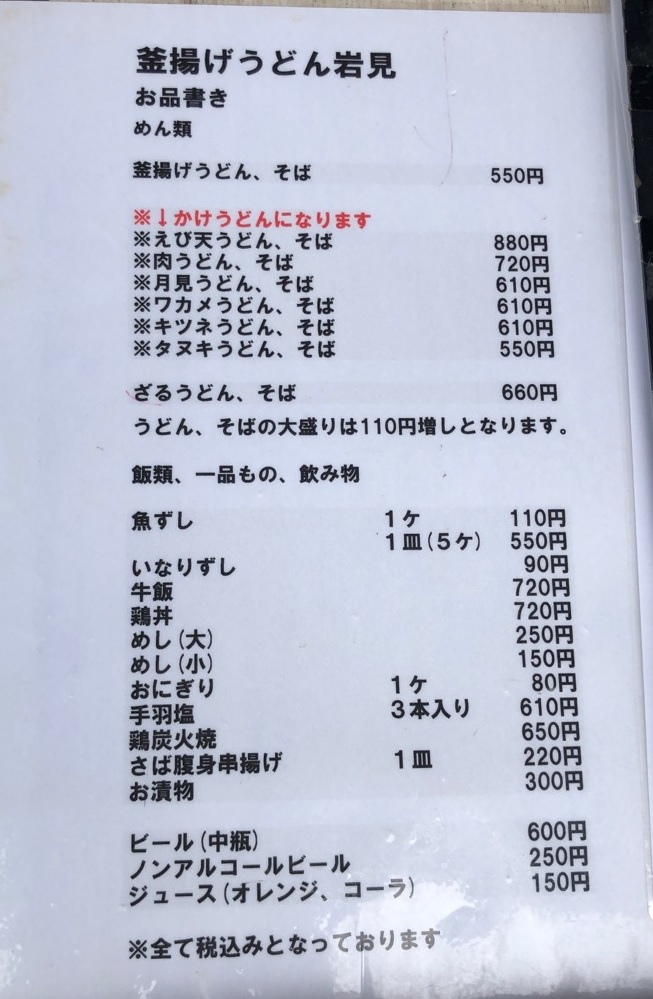 釜揚げうどん岩見
お品書き
めん類
釜揚げうどん、そば 550円
※↓かけうどんになります
※えび天うどん、そば 880円
※肉うどん、そば 720円
※月見うどん、そば 610円
※ワカメうどん、そば 610円
※キツネうどん、そば 610円
※タヌキうどん、そば 550円
ざるうどん、そば 660円
うどん、そばの大盛りは110円増しとなります。
飯類、一品もの、飲み物
魚ずし 1ケ 110円
1皿(5ケ) 550円
いなりずし 90円
牛飯 720円
鶏丼 720円
めし(大) 250円
めし(小) 150円
おにぎり 1ケ 80円
手羽塩 3本入り 610円
鶏炭火焼 650円
さば腹身串揚げ 1皿 220円
お漬物 300円
ビール(中瓶) 600円
ノンアルコールビール 250円
ジュース(オレンジ、コーラ) 150円
※全て税込みとなっております